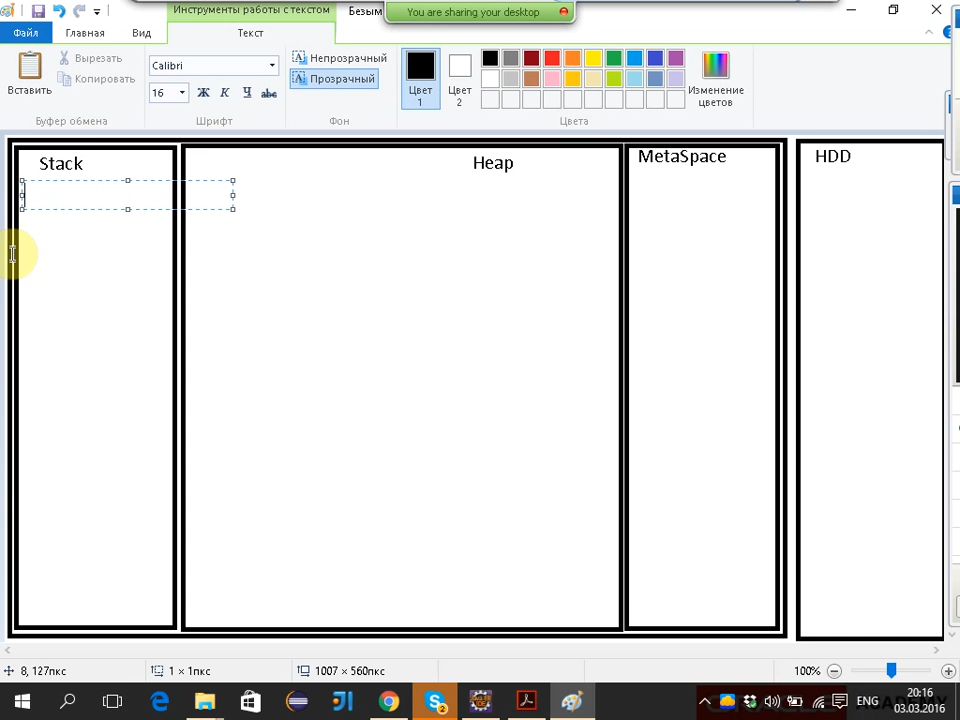 Инструменты работы с текстом
Безым
You are sharing your desktop
Файл
Главная
Вид
Текст
Вставить
Вырезать
Копировать
Буфер обмена
Calibri
16
Ж К Ч abc
Шрифт
Непрозрачный
Прозрачный
Фон
Цвет
1
Цвет
2
Изменение
цветов
Цвета
Stack
Heap
MetaSpace
HDD
8, 127пкс
1 × 1пкс
1007 × 560пкс
100%
2
ENG
20:16
03.03.2016